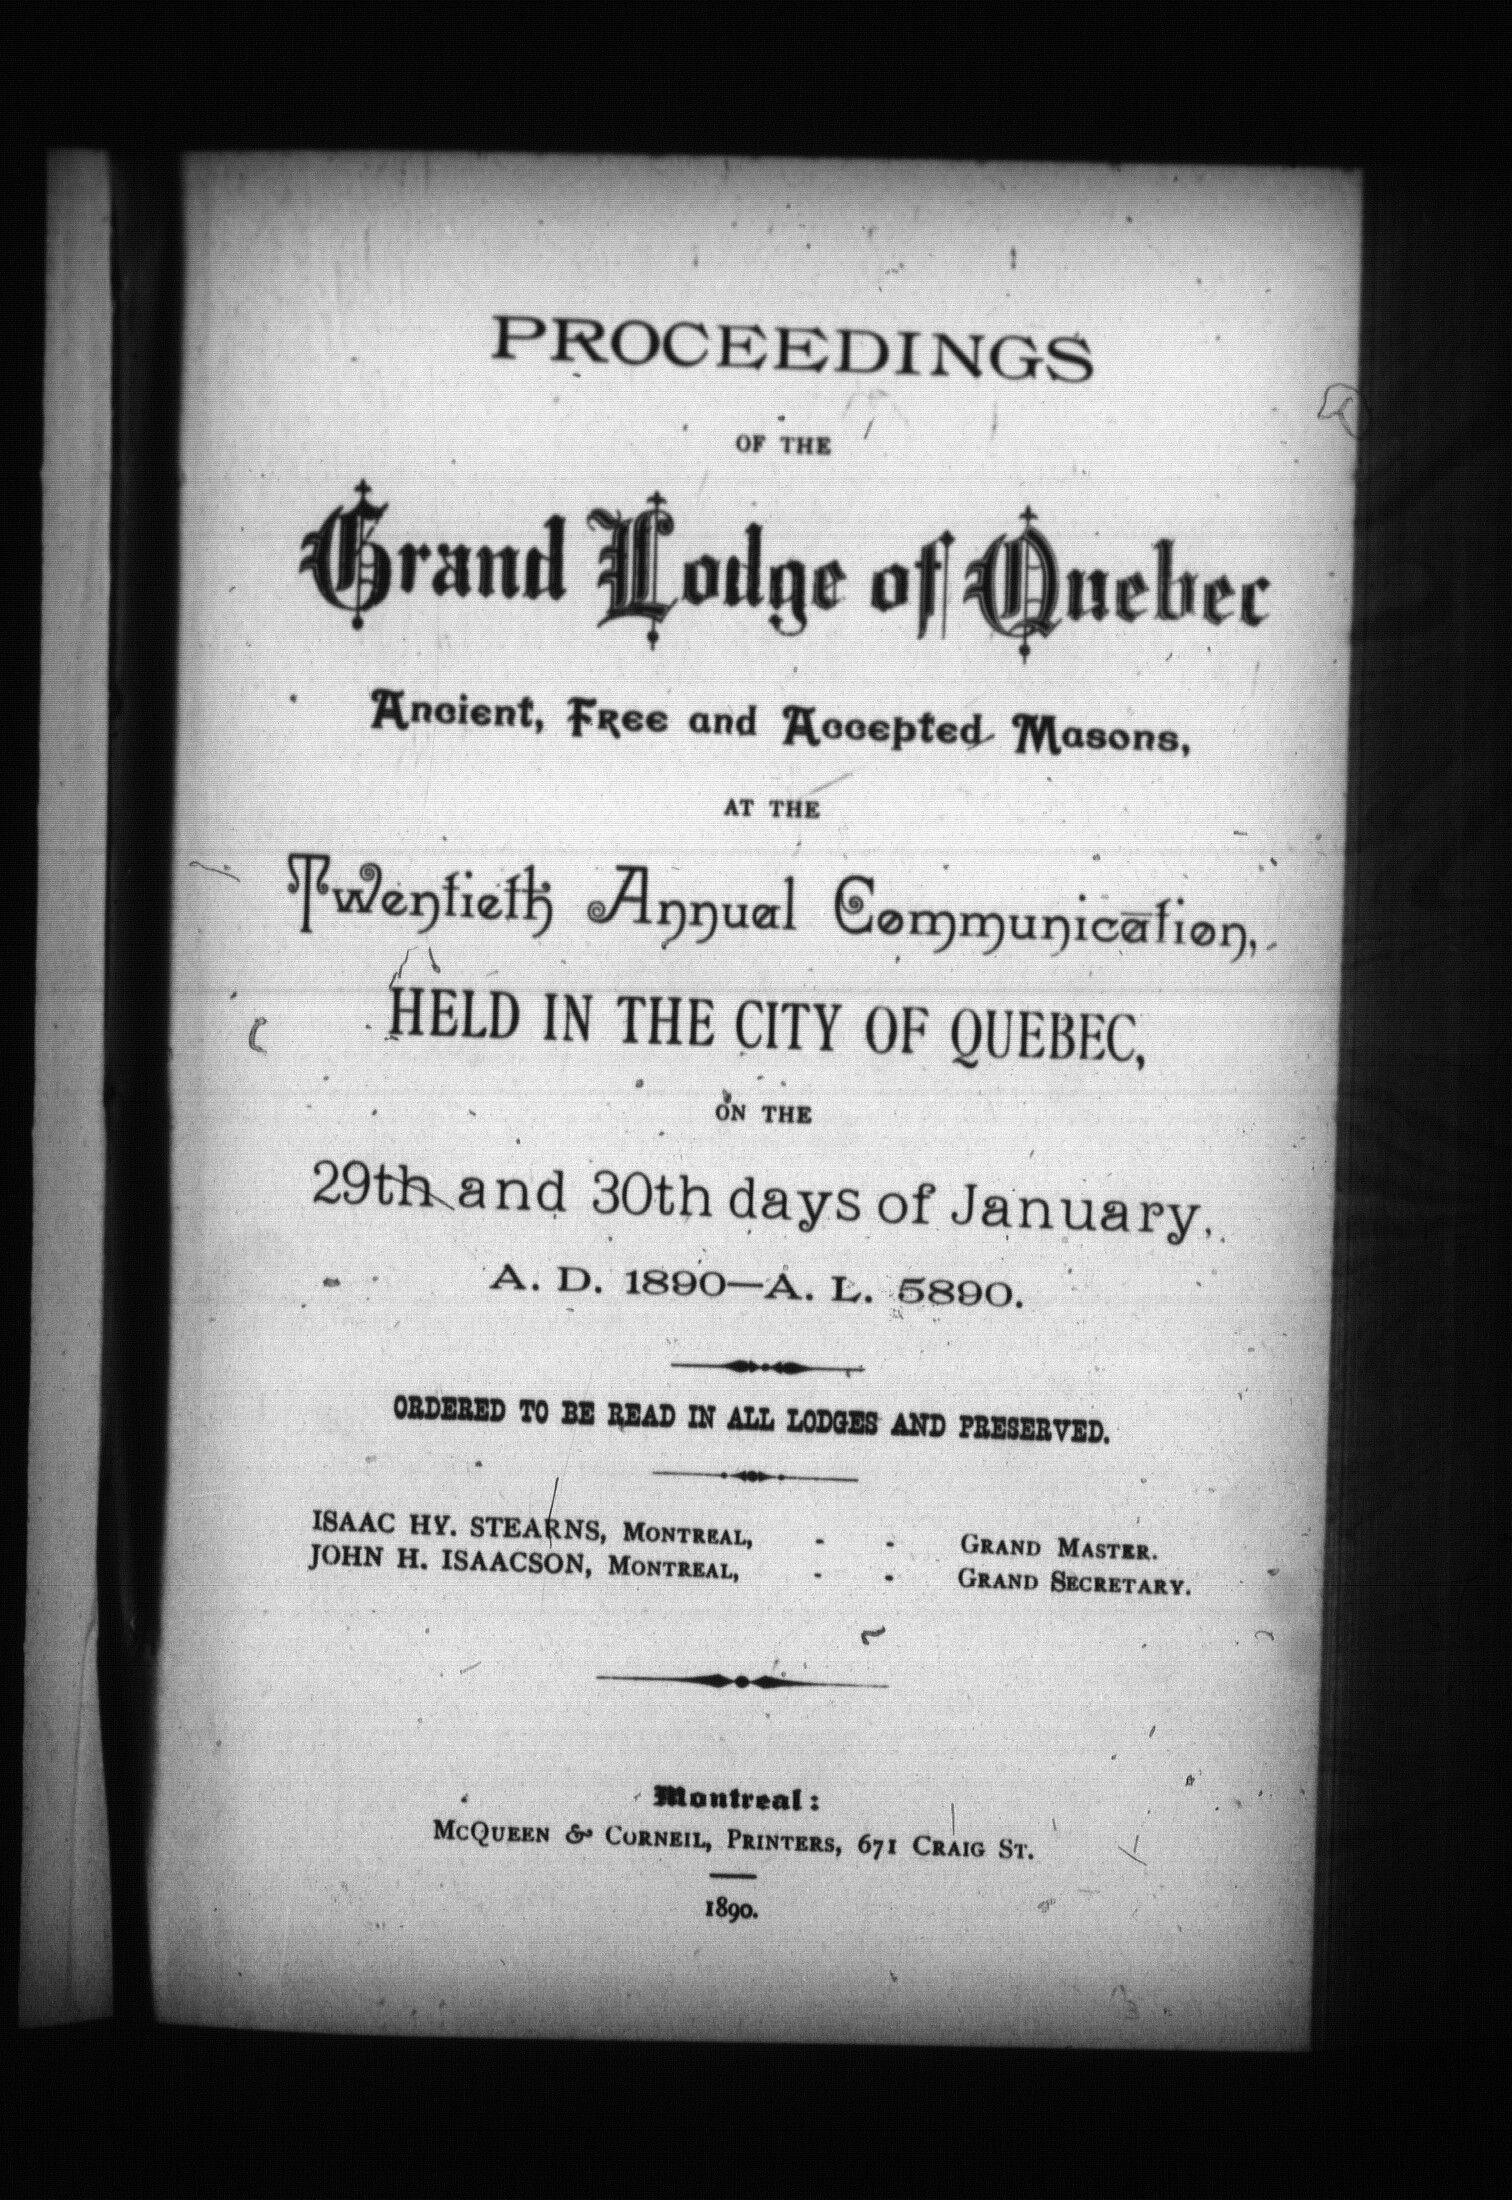 PROCEEDINGS
OF THE
Grand Lodge of Quebec
Ancient, Free and Accepted Masons,
AT THE
Twentieth Annual Communication,
HELD IN THE CITY OF QUEBEC,
ON THE
29th and 30th days of January,
A. D. 1890—A. L. 5890.
ORDERED TO BE READ IN ALL LODGES AND PRESERVED.
ISAAC HY. STEARNS, MONTREAL, - - GRAND MASTER.
JOHN H. ISAACSON, MONTREAL, - - GRAND SECRETARY.
Montreal:
MCQUEEN & CORNEIL, PRINTERS, 671 CRAIG ST.
1890.